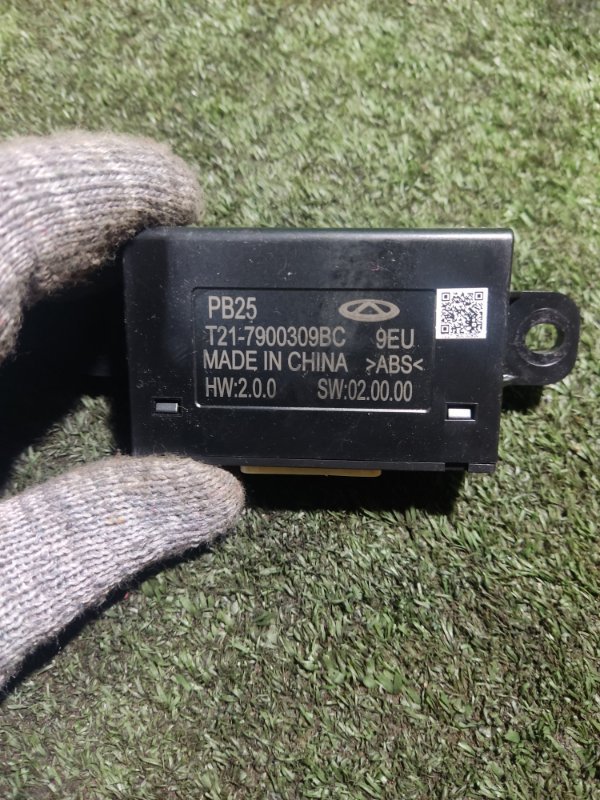 PB25
T21-7900309BC 9EU
MADE IN CHINA >ABS<
HW:2.0.0 SW:02.00.00